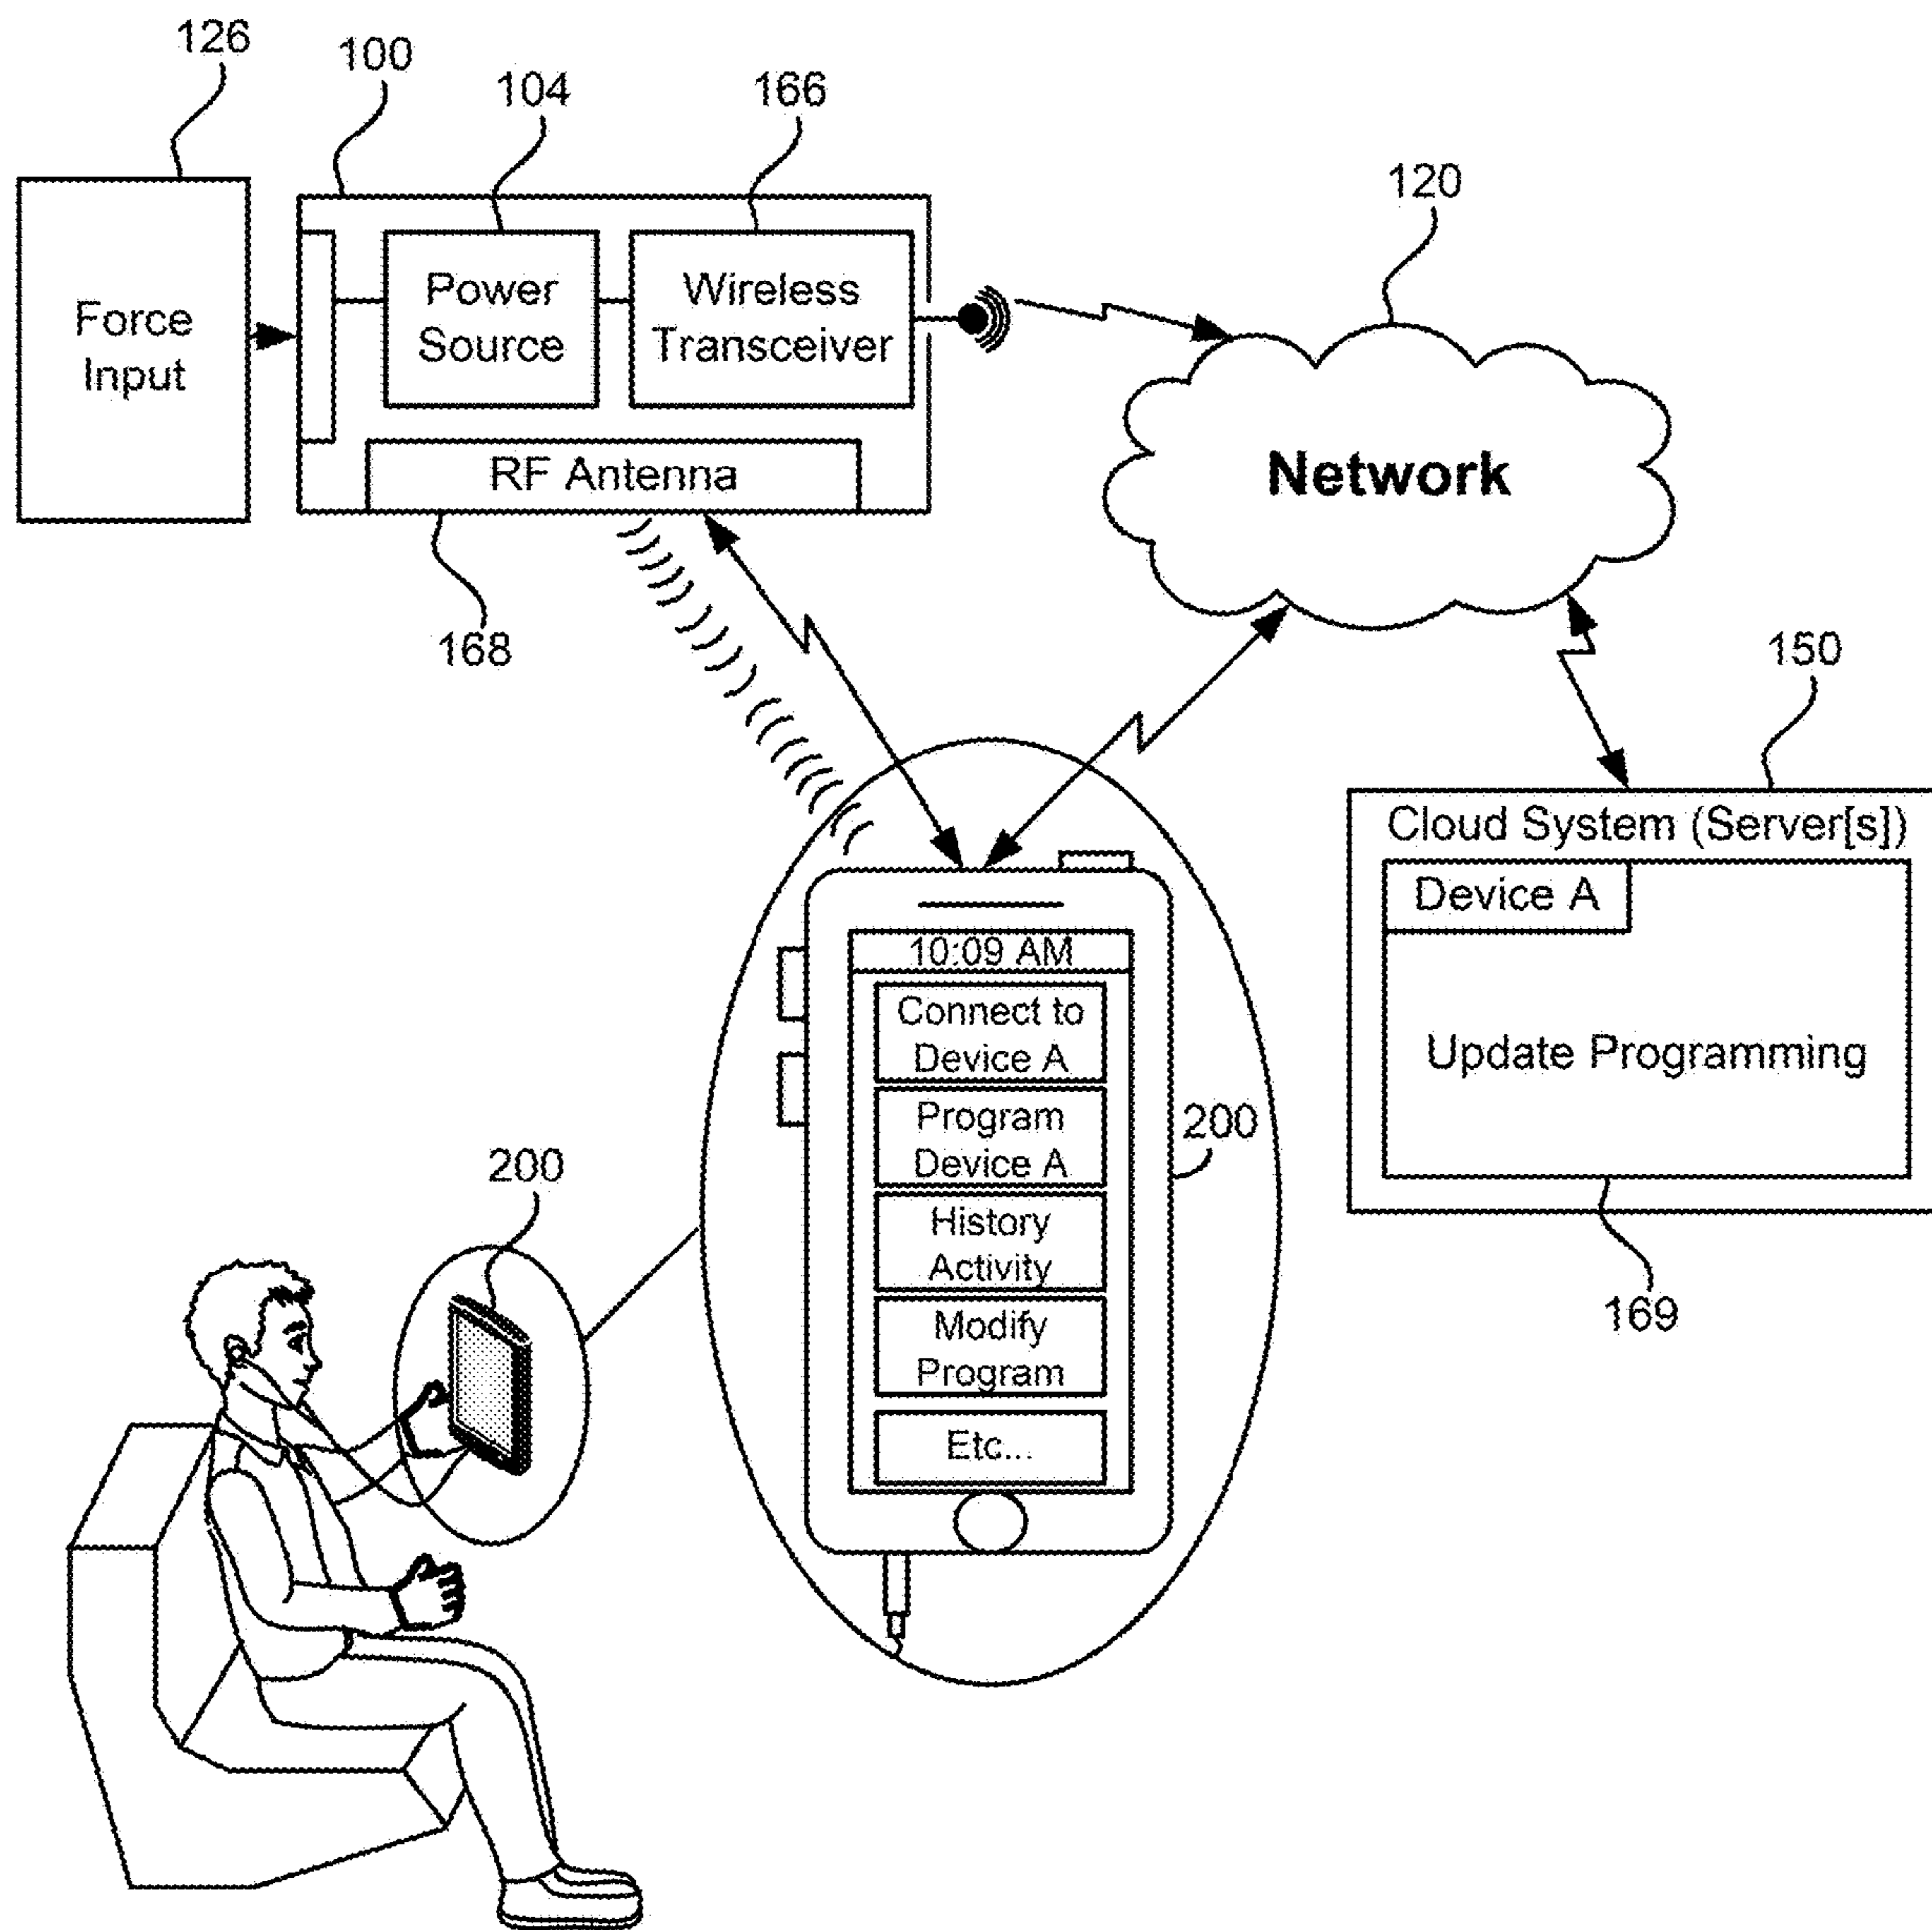 126
100
104
166
120
Force
Input
Power
Source
Wireless
Transceiver
RF Antenna
Network
168
150
Cloud System (Server[s])
Device A
Update Programming
169
10:09 AM
Connect to
Device A
Program
Device A
History
Activity
Modify
Program
Etc...
200
200